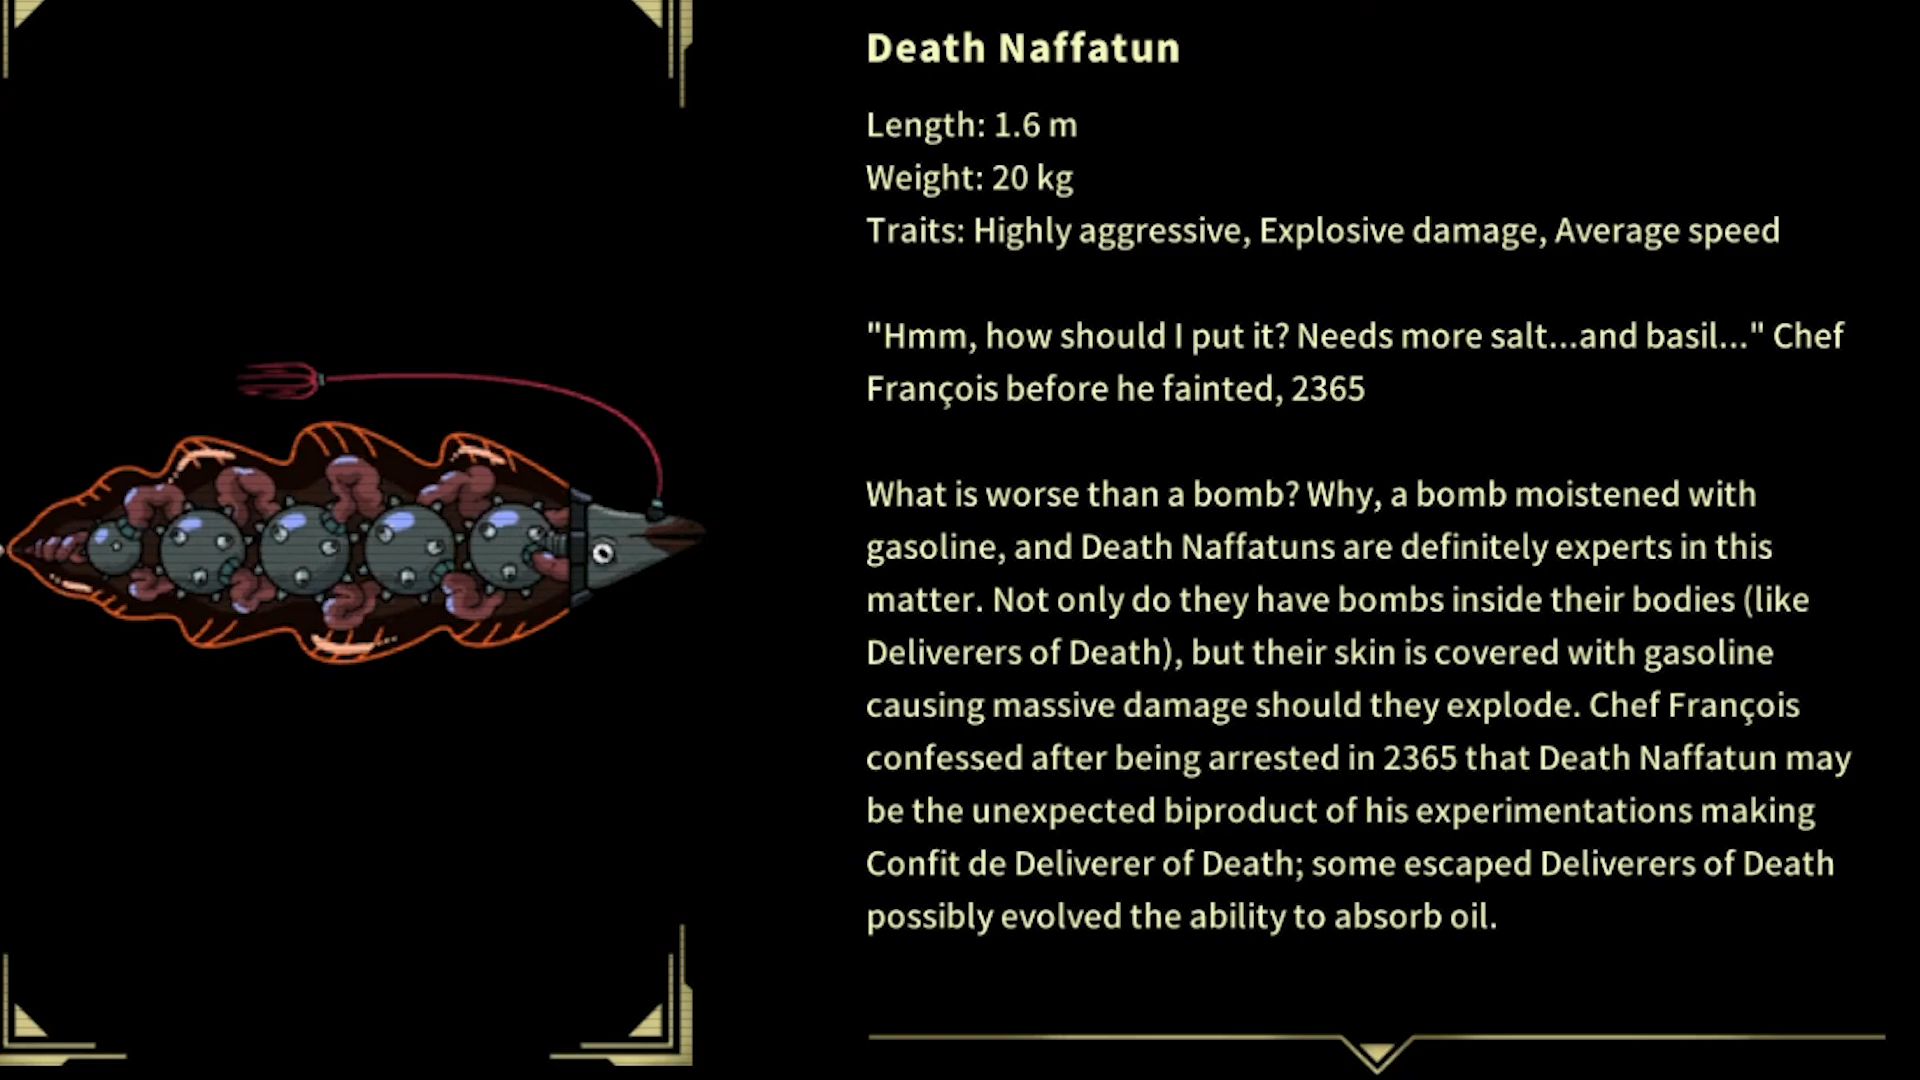 Death Naffatun
Length: 1.6 m
Weight: 20 kg
Traits: Highly aggressive, Explosive damage, Average speed
"Hmm, how should I put it? Needs more salt...and basil..." Chef
François before he fainted, 2365
What is worse than a bomb? Why, a bomb moistened with
gasoline, and Death Naffatuns are definitely experts in this
matter. Not only do they have bombs inside their bodies (like
Deliverers of Death), but their skin is covered with gasoline
causing massive damage should they explode. Chef François
confessed after being arrested in 2365 that Death Naffatun may
be the unexpected biproduct of his experimentations making
Confit de Deliverer of Death; some escaped Deliverers of Death
possibly evolved the ability to absorb oil.